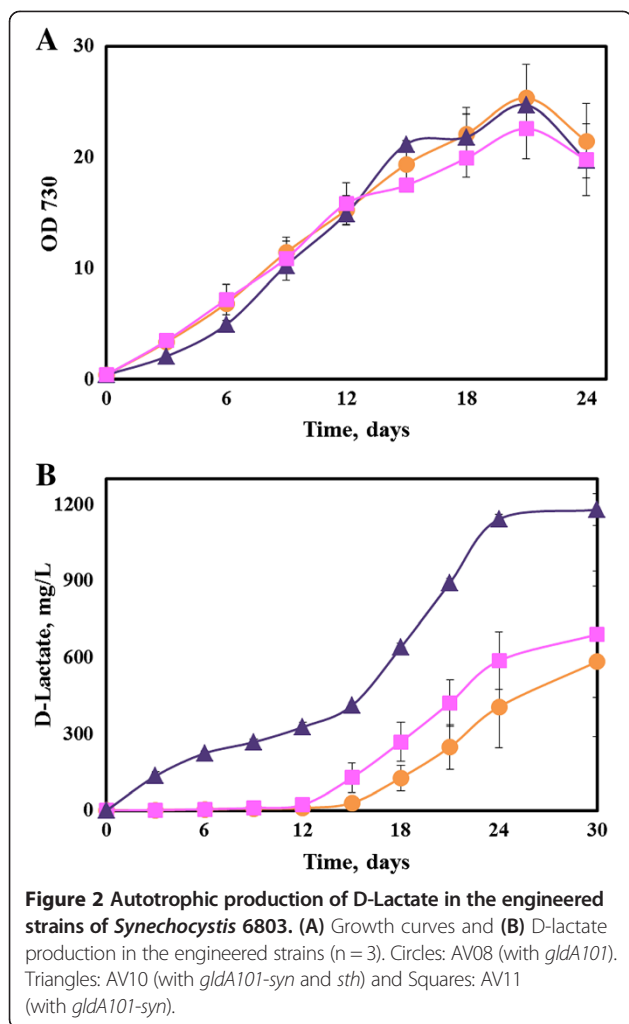 A
30
20
10
0
OD 730
0 6 12 18 24
Time, days
B
1200
900
600
300
0
D-Lactate, mg/L
0 6 12 18 24 30
Time, days
Figure 2 Autotrophic production of D-Lactate in the engineered
strains of Synechocystis 6803. (A) Growth curves and (B) D-lactate
production in the engineered strains (n = 3). Circles: AV08 (with gldA101).
Triangles: AV10 (with gldA101-syn and sth) and Squares: AV11
(with gldA101-syn).